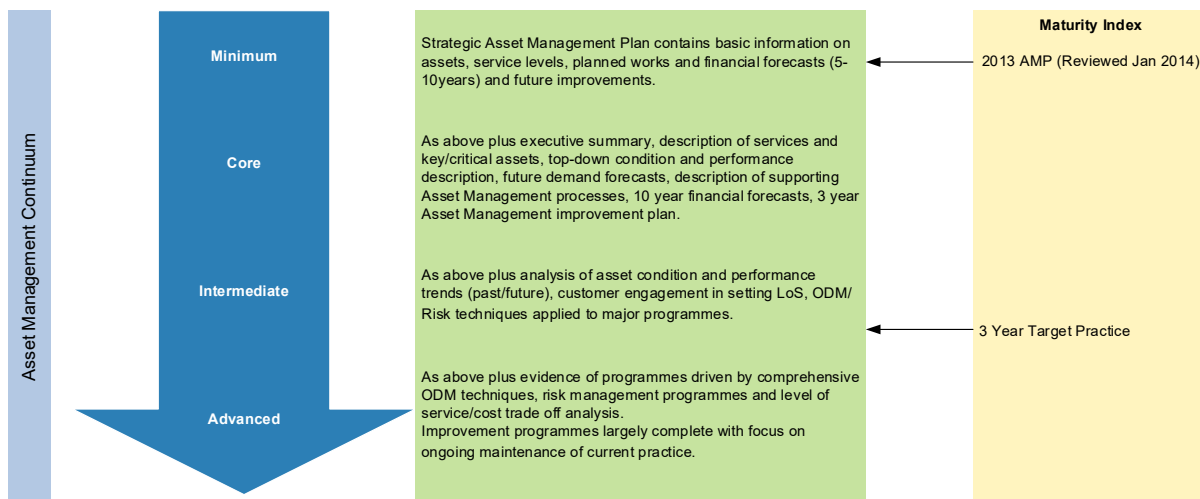 Asset Management Continuum
Minimum
Strategic Asset Management Plan contains basic information on
assets, service levels, planned works and financial forecasts (5-
10years) and future improvements.
Core
As above plus executive summary, description of services and
key/critical assets, top-down condition and performance
description, future demand forecasts, description of supporting
Asset Management processes, 10 year financial forecasts, 3 year
Asset Management improvement plan.
Intermediate
As above plus analysis of asset condition and performance
trends (past/future), customer engagement in setting LoS, ODM/
Risk techniques applied to major programmes.
Advanced
As above plus evidence of programmes driven by comprehensive
ODM techniques, risk management programmes and level of
service/cost trade off analysis.
Improvement programmes largely complete with focus on
ongoing maintenance of current practice.
Maturity Index
2013 AMP (Reviewed Jan 2014)
3 Year Target Practice